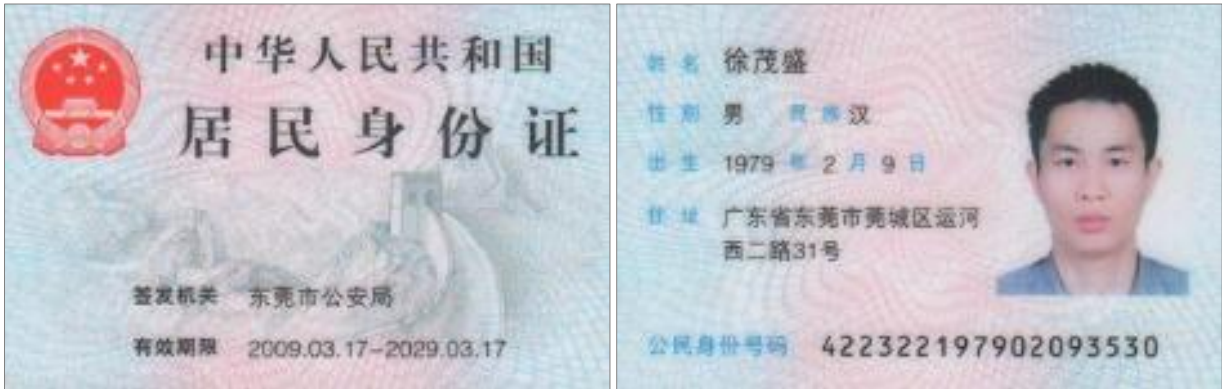 中华人民共和国
居民身份证
签发机关 东莞市公安局
有效期限 2009.03.17-2029.03.17
姓名 徐茂盛
性别 男 民族 汉
出生 1979 年 2 月 9 日
住址 广东省东莞市莞城区运河
西二路31号
公民身份号码 422322197902093530